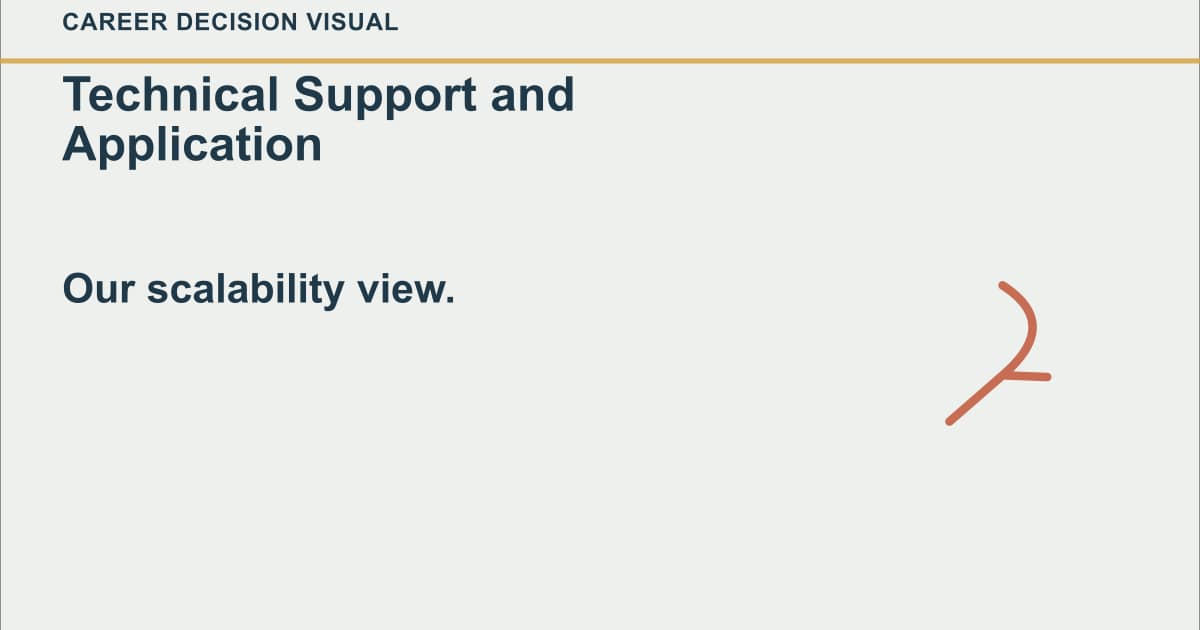 CAREER DECISION VISUAL
Technical Support and
Application
Our scalability view.